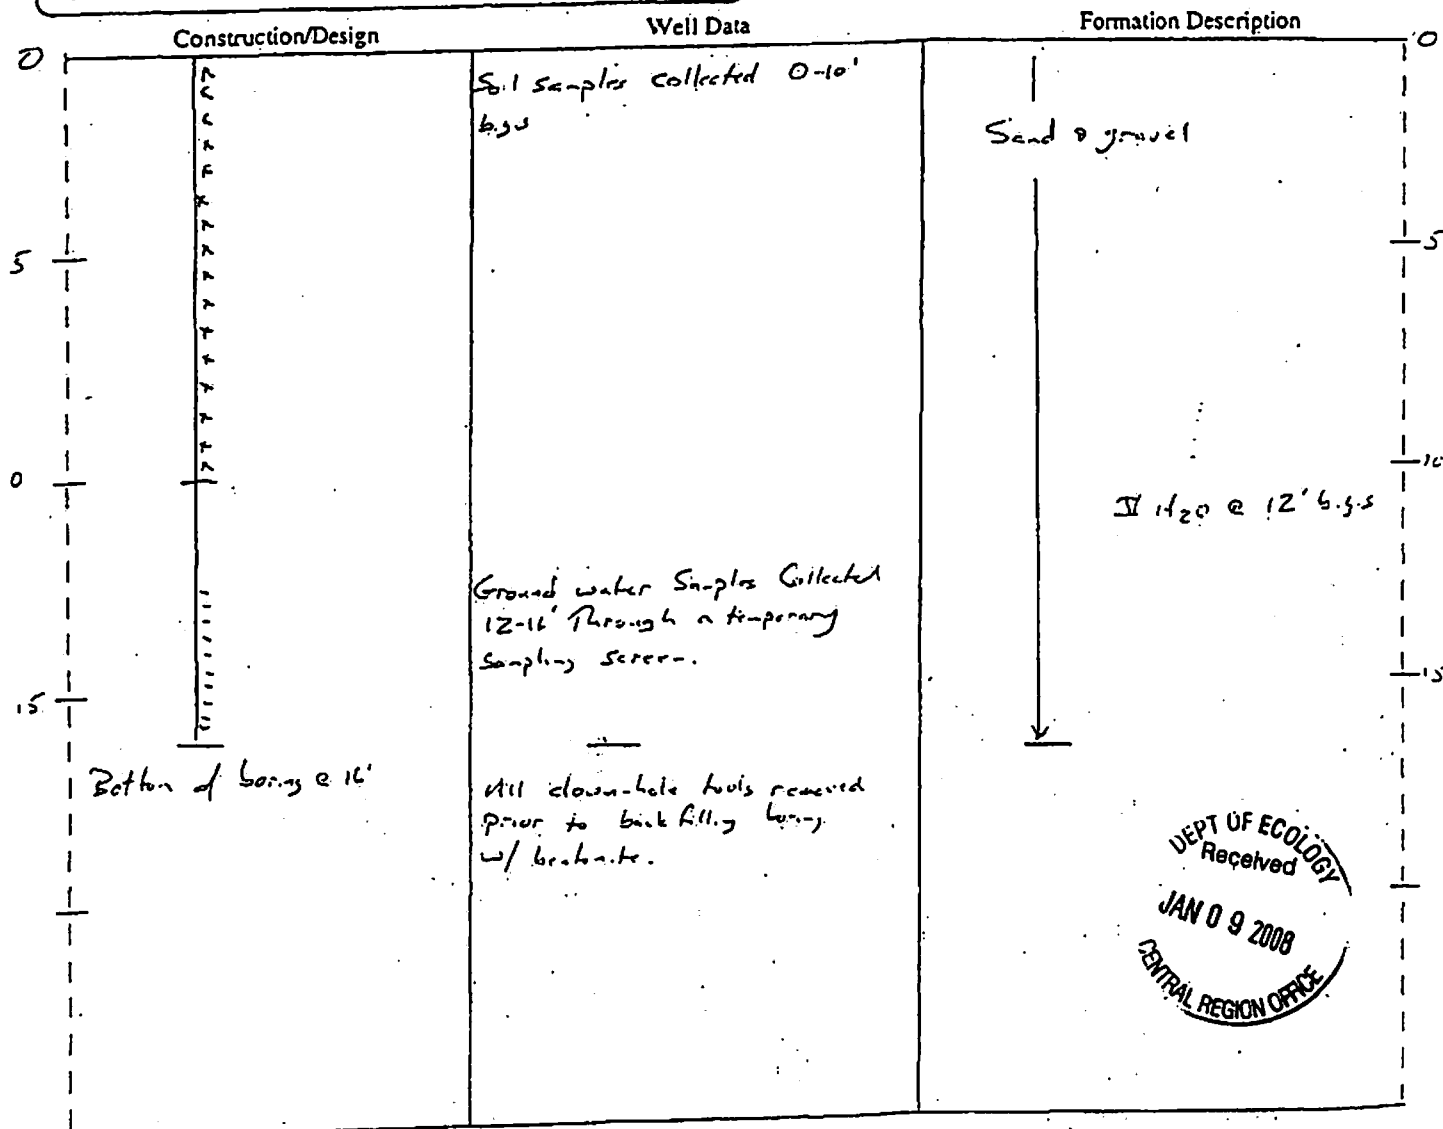 Construction/Design
Well Data
Formation Description
0
5
0
15
Soil samples collected 0-10'
b.g.s
Ground water Samples Collected
12-16' Through a temporary
Sampling screen.
Bottom of boring @ 16'
All down-hole tools removed
prior to backfilling boring
w/ bentonite.
Sand & gravel
H2O @ 12' b.g.s
0
5
10
15
DEPT OF ECOLOGY
Received
JAN 09 2008
CENTRAL REGION OFFICE